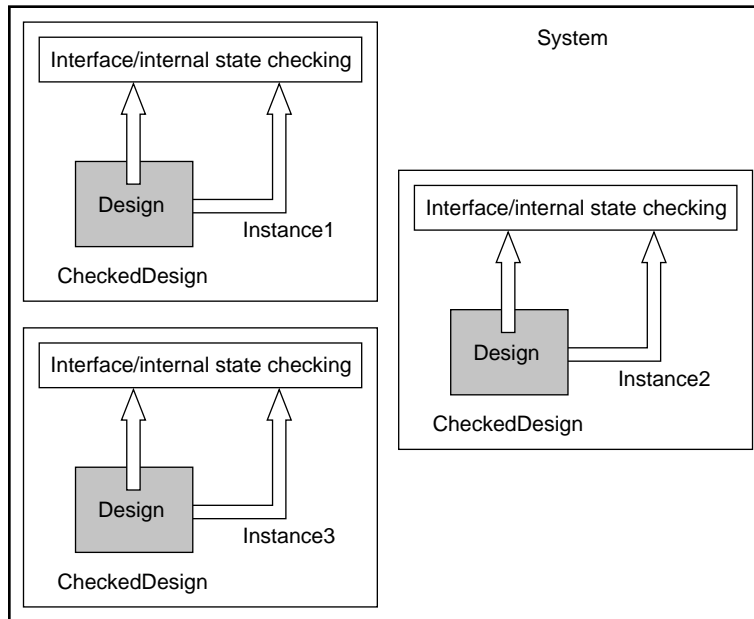 System
Interface/internal state checking
Design
Instance1
CheckedDesign
Interface/internal state checking
Design
Instance2
CheckedDesign
Interface/internal state checking
Design
Instance3
CheckedDesign